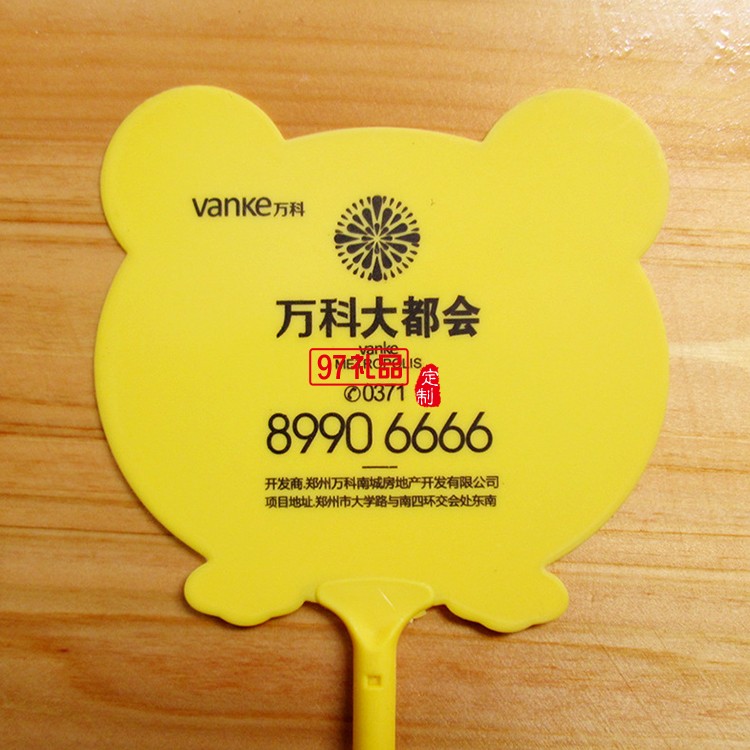 vanke万科
万科大都会
vanke
METROPOLIS
97礼品
定制
✆0371
8990 6666
开发商.郑州万科南城房地产开发有限公司
项目地址.郑州市大学路与南四环交会处东南